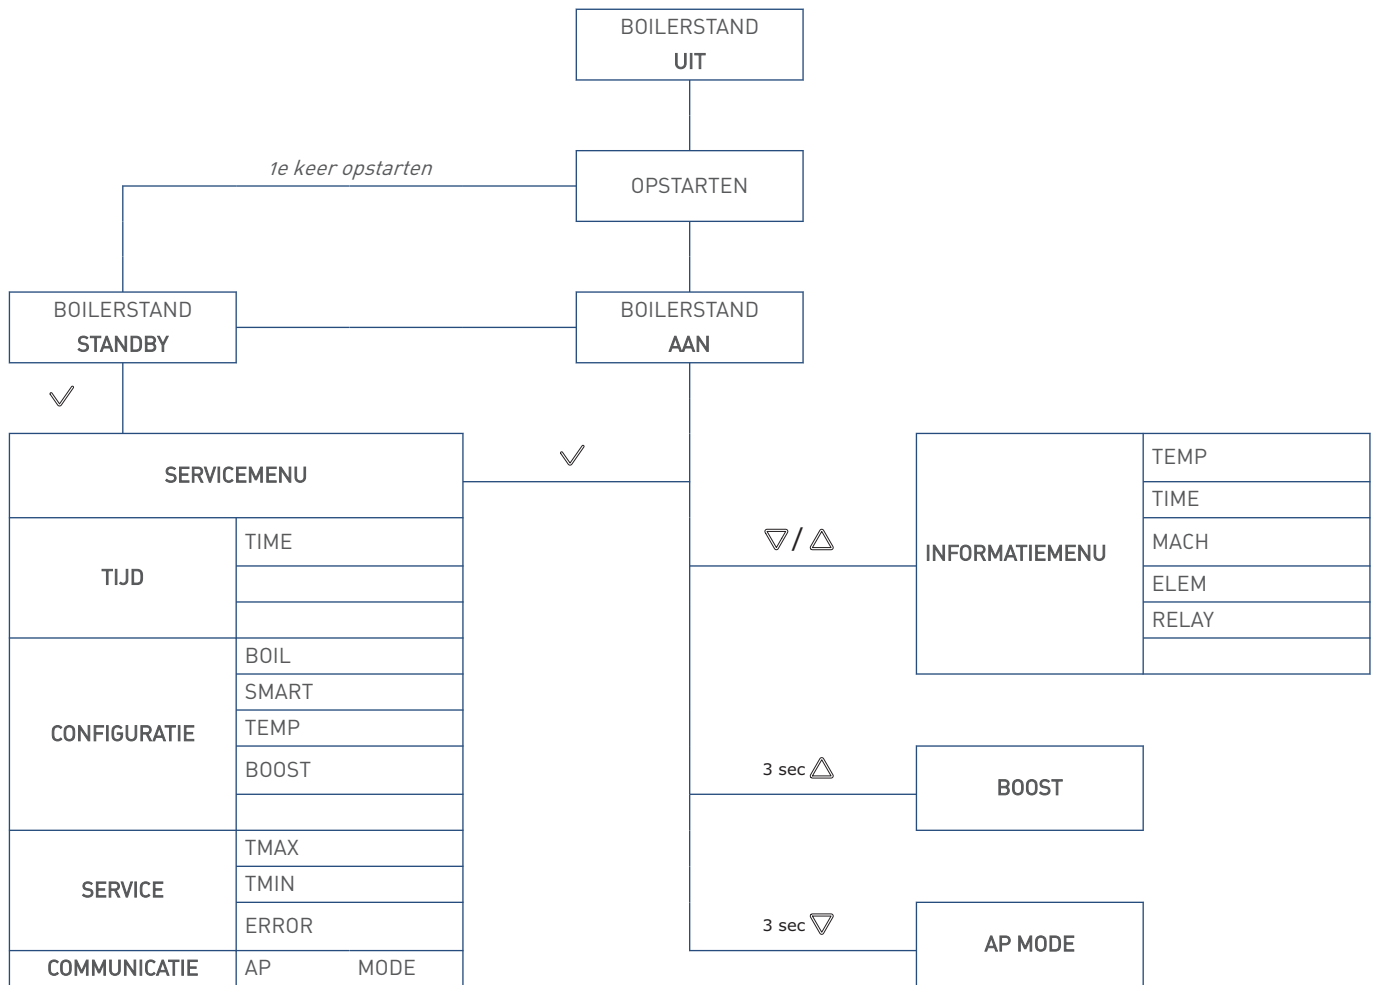 BOILERSTAND
UIT
1e keer opstarten
OPSTARTEN
BOILERSTAND
STANDBY
BOILERSTAND
AAN
SERVICEMENU
TIJD
TIME
CONFIGURATIE
BOIL
SMART
TEMP
BOOST
SERVICE
TMAX
TMIN
ERROR
COMMUNICATIE
AP MODE
/
INFORMATIEMENU
TEMP
TIME
MACH
ELEM
RELAY
3 sec
BOOST
3 sec
AP MODE